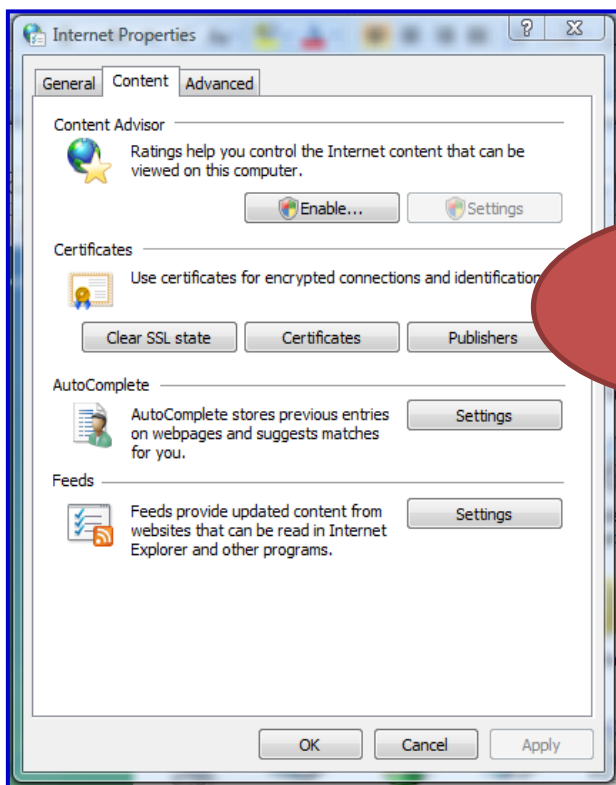 Internet Properties
General Content Advanced
Content Advisor
Ratings help you control the Internet content that can be
viewed on this computer.
Enable... Settings
Certificates
Use certificates for encrypted connections and identification
Clear SSL state Certificates Publishers
AutoComplete
AutoComplete stores previous entries Settings
on webpages and suggests matches
for you.
Feeds
Feeds provide updated content from Settings
websites that can be read in Internet
Explorer and other programs.
OK Cancel Apply